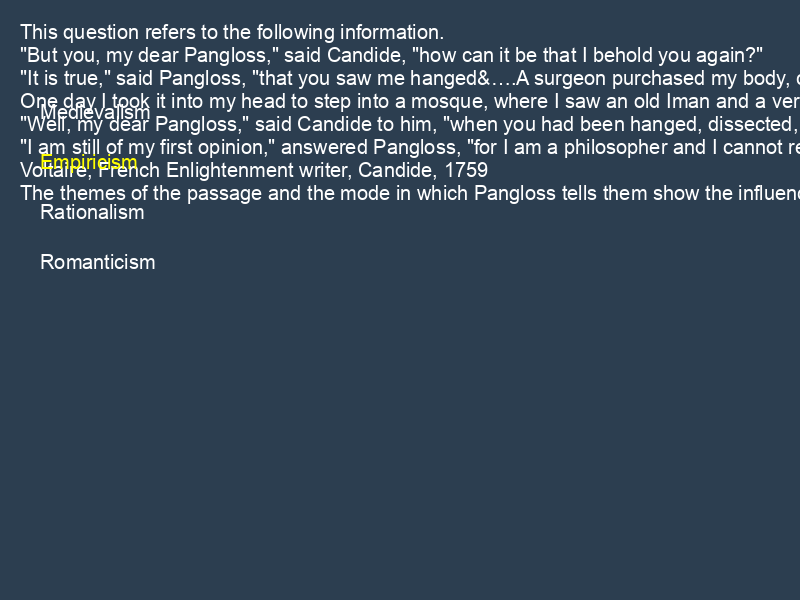 This question refers to the following information.
"But you, my dear Pangloss," said Candide, "how can it be that I behold you again?"
"It is true," said Pangloss, "that you saw me hanged&….A surgeon purchased my body,
One day I took it into my head to step into a mosque, where I saw an old Iman and a
Medievalism
"Well, my dear Pangloss," said Candide to him, "when you had been hanged, dissected,
"I am still of my first opinion," answered Pangloss, "for I am a philosopher and I cannot
Empiricism
Voltaire, French Enlightenment writer, Candide, 1759
The themes of the passage and the mode in which Pangloss tells them show the
Rationalism
Romanticism